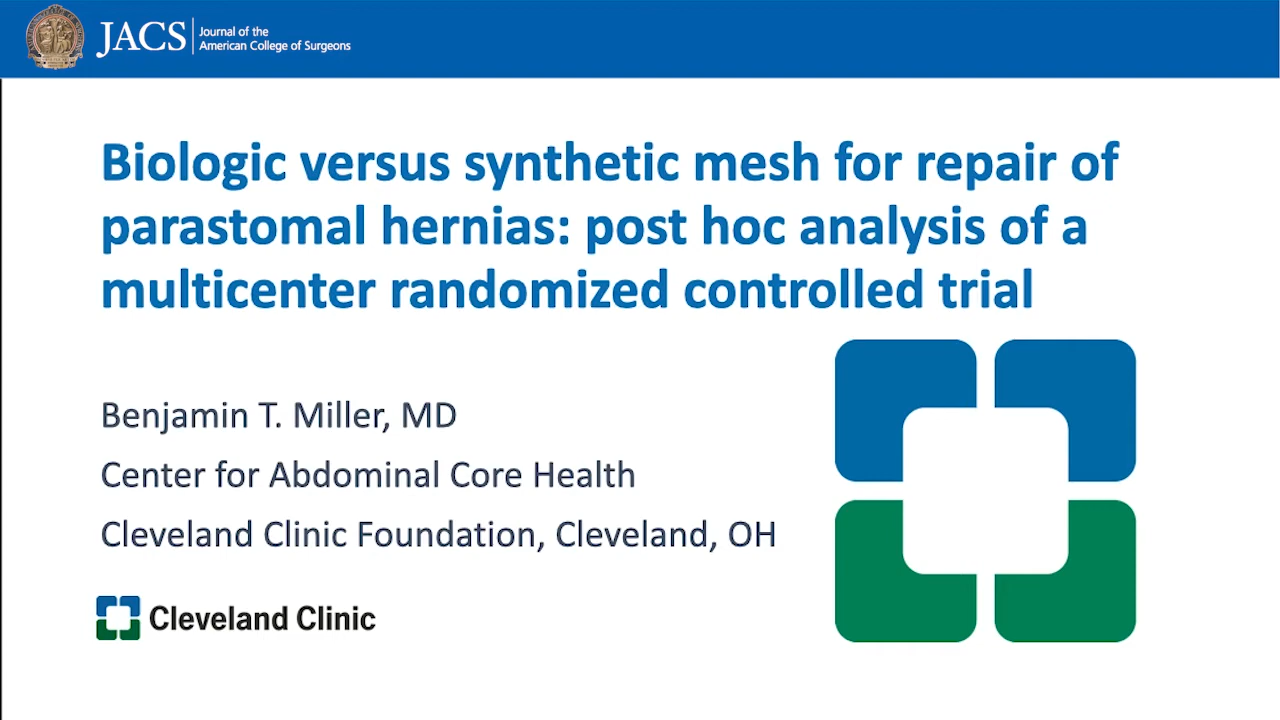 JACS
Journal of the
American College of Surgeons
Biologic versus synthetic mesh for repair of
parastomal hernias: post hoc analysis of a
multicenter randomized controlled trial
Benjamin T. Miller, MD
Center for Abdominal Core Health
Cleveland Clinic Foundation, Cleveland, OH
Cleveland Clinic